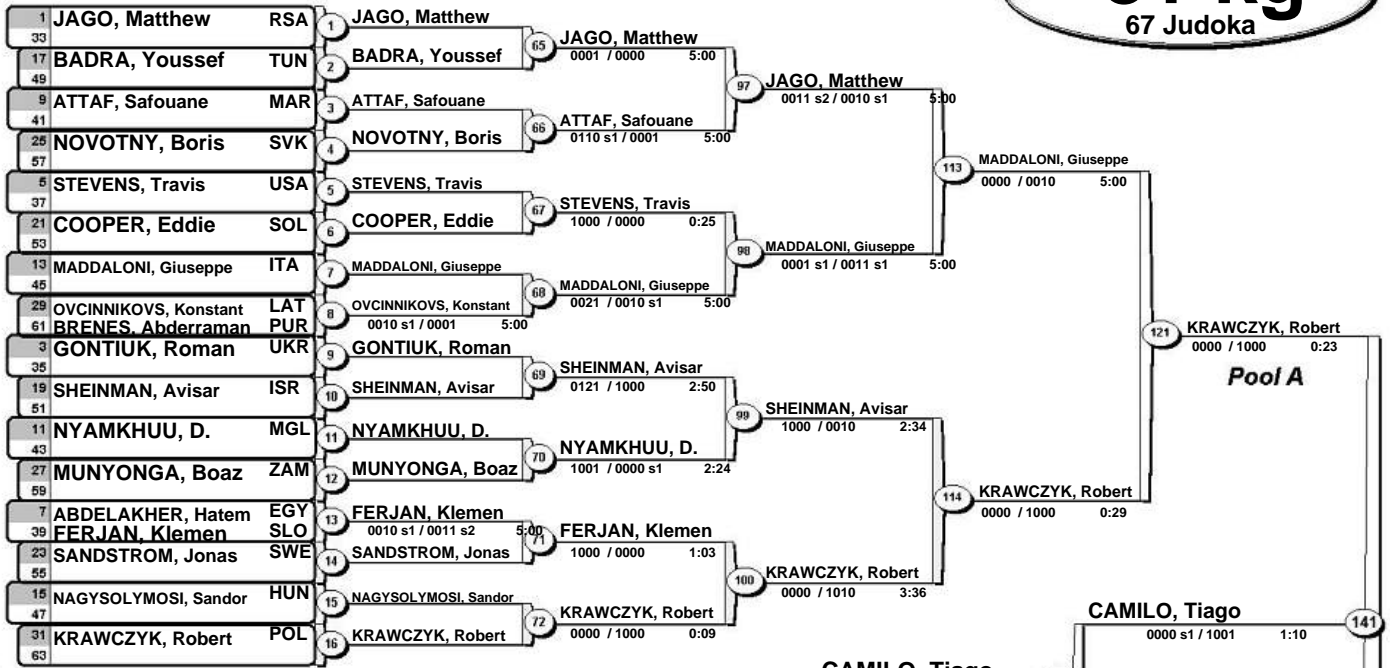 67 Judoka
1 JAGO, Matthew RSA
33
17 BADRA, Youssef TUN
49
9 ATTAF, Safouane MAR
41
25 NOVOTNY, Boris SVK
57
5 STEVENS, Travis USA
37
21 COOPER, Eddie SOL
53
13 MADDALONI, Giuseppe ITA
45
29 OVCINNIKOVS, Konstant LAT
61 BRENES, Abderraman PUR
3 GONTIUK, Roman UKR
35
19 SHEINMAN, Avisar ISR
51
11 NYAMKHUU, D. MGL
43
27 MUNYONGA, Boaz ZAM
59
7 ABDELAKHER, Hatem EGY
39 FERJAN, Klemen SLO
23 SANDSTROM, Jonas SWE
55
15 NAGYSOLYMOSI, Sandor HUN
47
31 KRAWCZYK, Robert POL
63
1 JAGO, Matthew
2 BADRA, Youssef
3 ATTAF, Safouane
4 NOVOTNY, Boris
5 STEVENS, Travis
6 COOPER, Eddie
7 MADDALONI, Giuseppe
8 OVCINNIKOVS, Konstant
0010 s1 / 0001 5:00
9 GONTIUK, Roman
10 SHEINMAN, Avisar
11 NYAMKHUU, D.
12 MUNYONGA, Boaz
13 FERJAN, Klemen
0010 s1 / 0011 s2 5:00
14 SANDSTROM, Jonas
15 NAGYSOLYMOSI, Sandor
16 KRAWCZYK, Robert
65 JAGO, Matthew
0001 / 0000 5:00
66 ATTAF, Safouane
0110 s1 / 0001 5:00
67 STEVENS, Travis
1000 / 0000 0:25
68 MADDALONI, Giuseppe
0021 / 0010 s1 5:00
69 SHEINMAN, Avisar
0121 / 1000 2:50
70 NYAMKHUU, D.
1001 / 0000 s1 2:24
71 FERJAN, Klemen
1000 / 0000 1:03
72 KRAWCZYK, Robert
0000 / 1000 0:09
97 JAGO, Matthew
0011 s2 / 0010 s1 5:00
98 MADDALONI, Giuseppe
0001 s1 / 0011 s1 5:00
99 SHEINMAN, Avisar
1000 / 0010 2:34
100 KRAWCZYK, Robert
0000 / 1010 3:36
113 MADDALONI, Giuseppe
0000 / 0010 5:00
114 KRAWCZYK, Robert
0000 / 1000 0:29
121 KRAWCZYK, Robert
0000 / 1000 0:23
Pool A
CAMILO, Tiago 141
0000 s1 / 1001 1:10